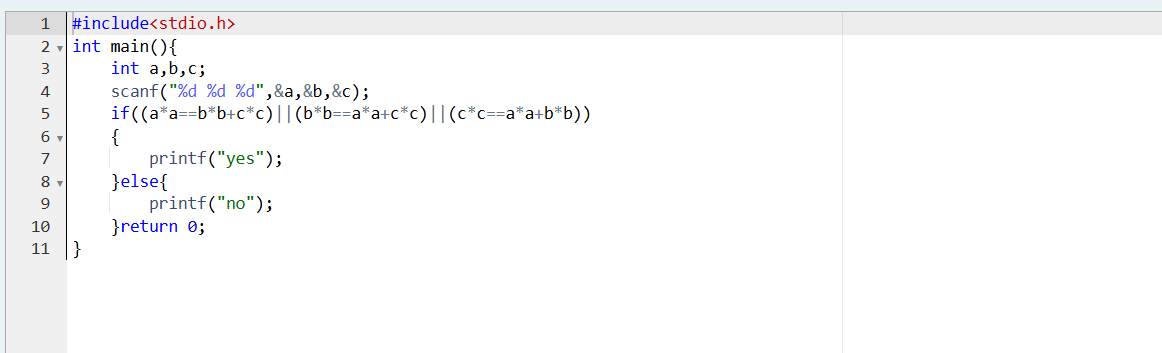 1 #include<stdio.h>
2 int main(){
3     int a,b,c;
4     scanf("%d %d %d",&a,&b,&c);
5     if((a*a==b*b+c*c)||(b*b==a*a+c*c)||(c*c==a*a+b*b))
6     {
7         printf("yes");
8     }else{
9         printf("no");
10     }return 0;
11 }